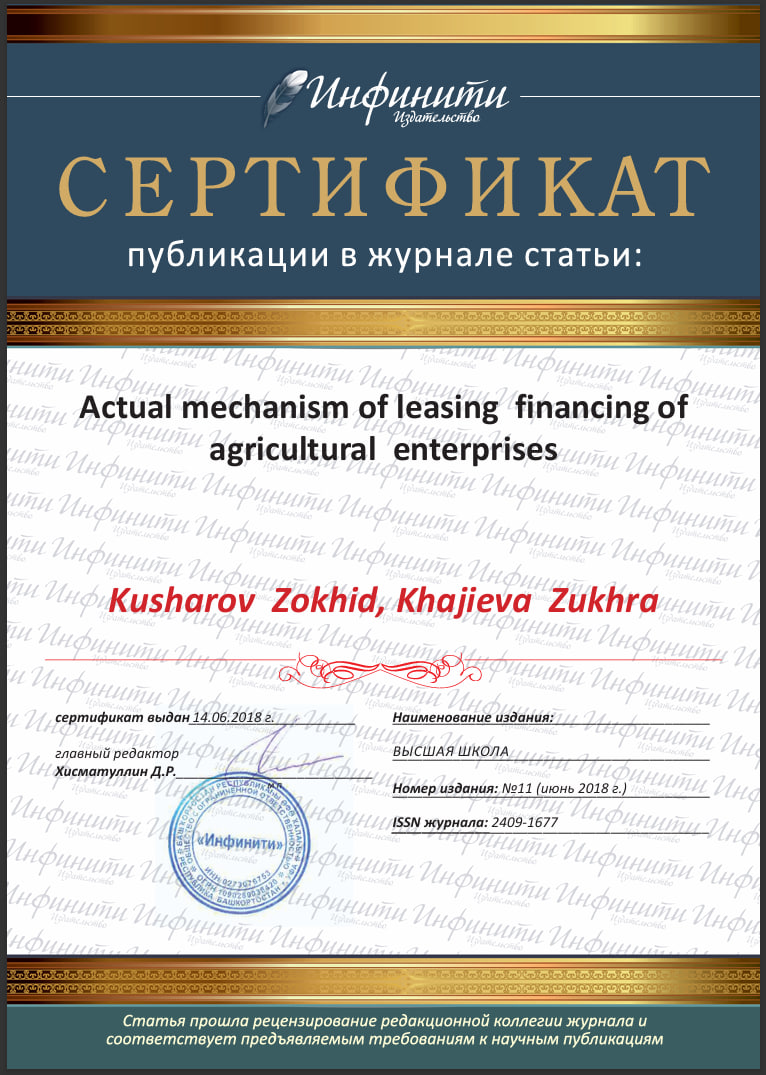 Инфинити
Издательство
СЕРТИФИКАТ
публикации в журнале статьи:
Actual mechanism of leasing financing of
agricultural enterprises
Kusharov Zokhid, Khajieva Zukhra
сертификат выдан 14.06.2018 г.
главный редактор
Хисматуллин Д.Р.
м.п.
«Инфинити»
Наименование издания:
ВЫСШАЯ ШКОЛА
Номер издания: №11 (июнь 2018 г.)
ISSN журнала: 2409-1677
Статья прошла рецензирование редакционной коллегии журнала и
соответствует предъявляемым требованиям к научным публикациям